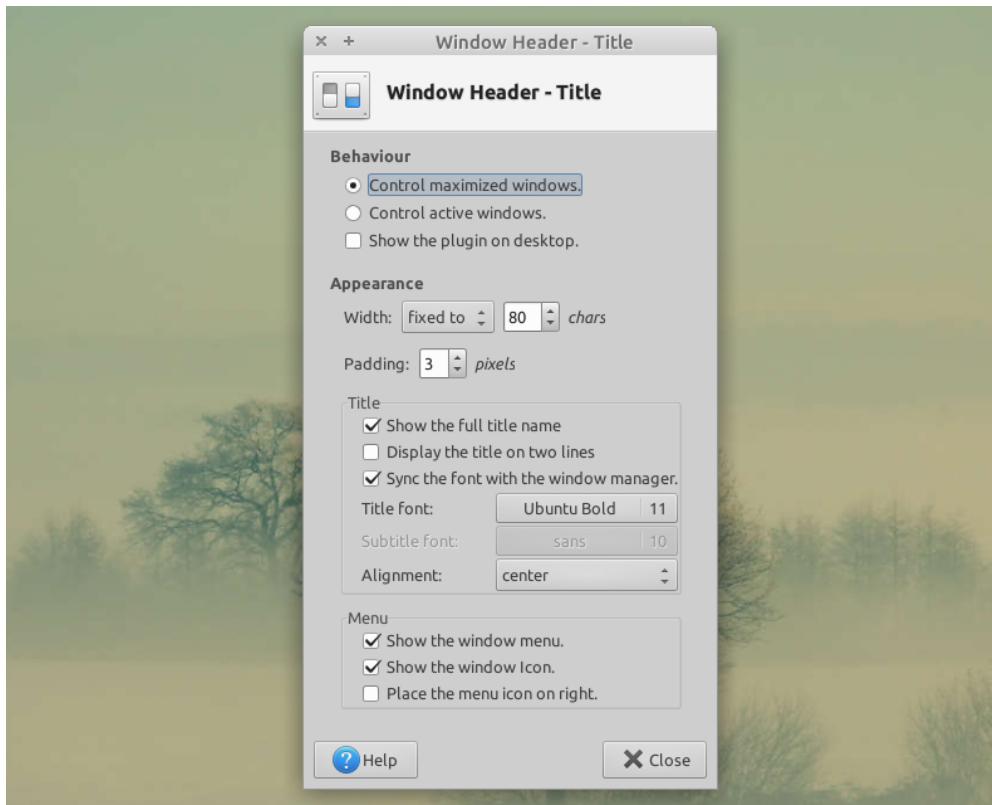 Window Header - Title
Window Header - Title
Behaviour
Control maximized windows.
Control active windows.
Show the plugin on desktop.
Appearance
Width: fixed to 80 chars
Padding: 3 pixels
Title
Show the full title name
Display the title on two lines
Sync the font with the window manager.
Title font: Ubuntu Bold 11
Subtitle font: sans 10
Alignment: center
Menu
Show the window menu.
Show the window Icon.
Place the menu icon on right.
? Help Close